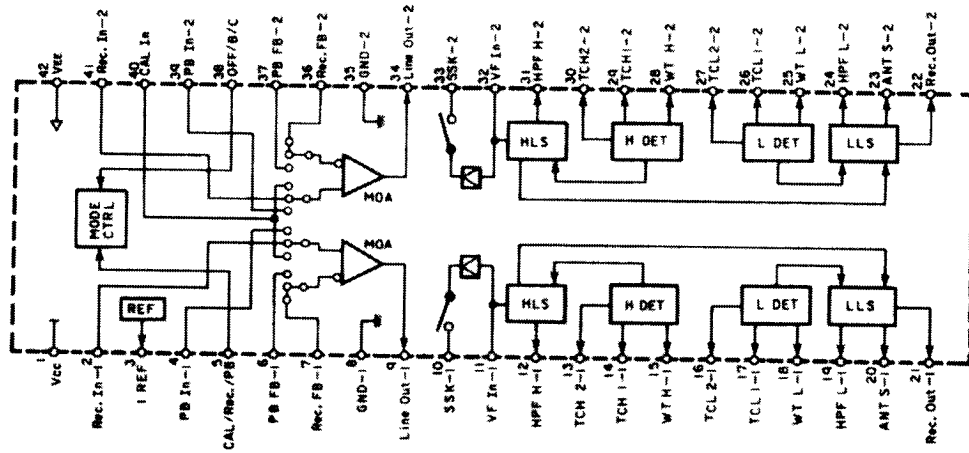 42 VEE
41 Rec. In-2
40 CAL In
39 PB In-2
38 OFF/B/C
37 PB FB-2
36 Rec. FB-2
35 GND-2
34 Line Out-2
33 SSK-2
32 VF In-2
31 HPF H-2
30 TCH2-2
29 TCH1-2
28 WT H-2
27 TCL2-2
26 TCL 1-2
25 WT L-2
24 HPF L-2
23 ANT S-2
22 Rec. Out-2
MODE CTRL
REF
MOA
MOA
HLS
H DET
L DET
LLS
HLS
H DET
L DET
LLS
1 Vcc
2 Rec. In-1
3 I REF
4 PB In-1
5 CAL/Rec./PB
6 PB FB-1
7 Rec. FB-1
8 GND-1
9 Line Out-1
10 SSK-1
11 VF In-1
12 HPF H-1
13 TCH 2-1
14 TCH 1-1
15 WT H-1
16 TCL 2-1
17 TCL 1-1
18 WT L-1
19 HPF L-1
20 ANT S-1
21 Rec. Out-1